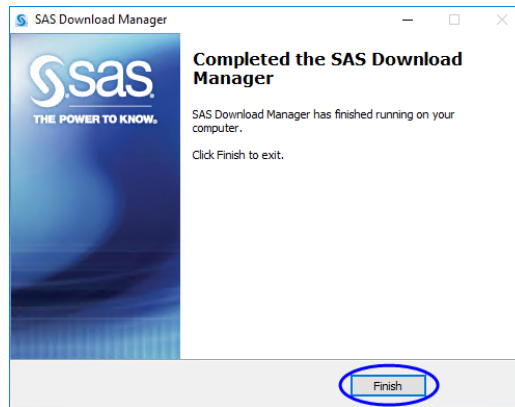 SAS Download Manager
sas
THE POWER TO KNOW.
Completed the SAS Download
Manager
SAS Download Manager has finished running on your
computer.
Click Finish to exit.
Finish